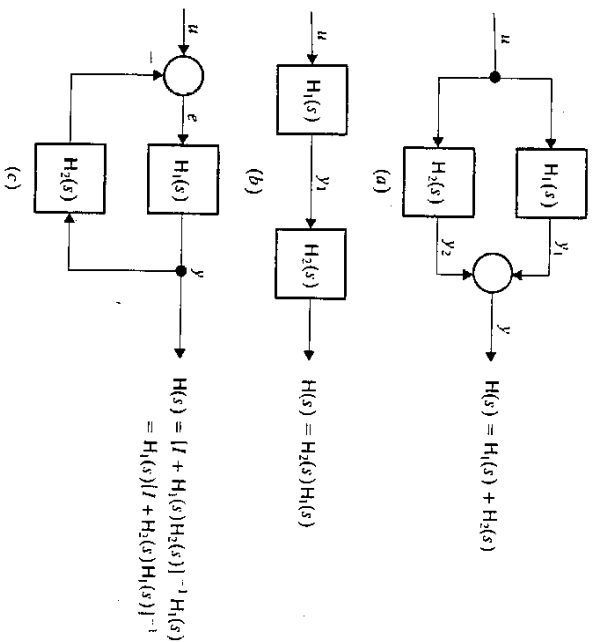 H₁(s)
y₁
u
y
H(s) = H₁(s) + H₂(s)
H₂(s)
y₂
(a)
u
H₁(s)
y₁
H₂(s)
H(s) = H₂(s)H₁(s)
(b)
u
e
H₁(s)
y
H(s) = [I + H₁(s)H₂(s)]⁻¹H₁(s)
= H₁(s)[I + H₂(s)H₁(s)]⁻¹
−
H₂(s)
(c)